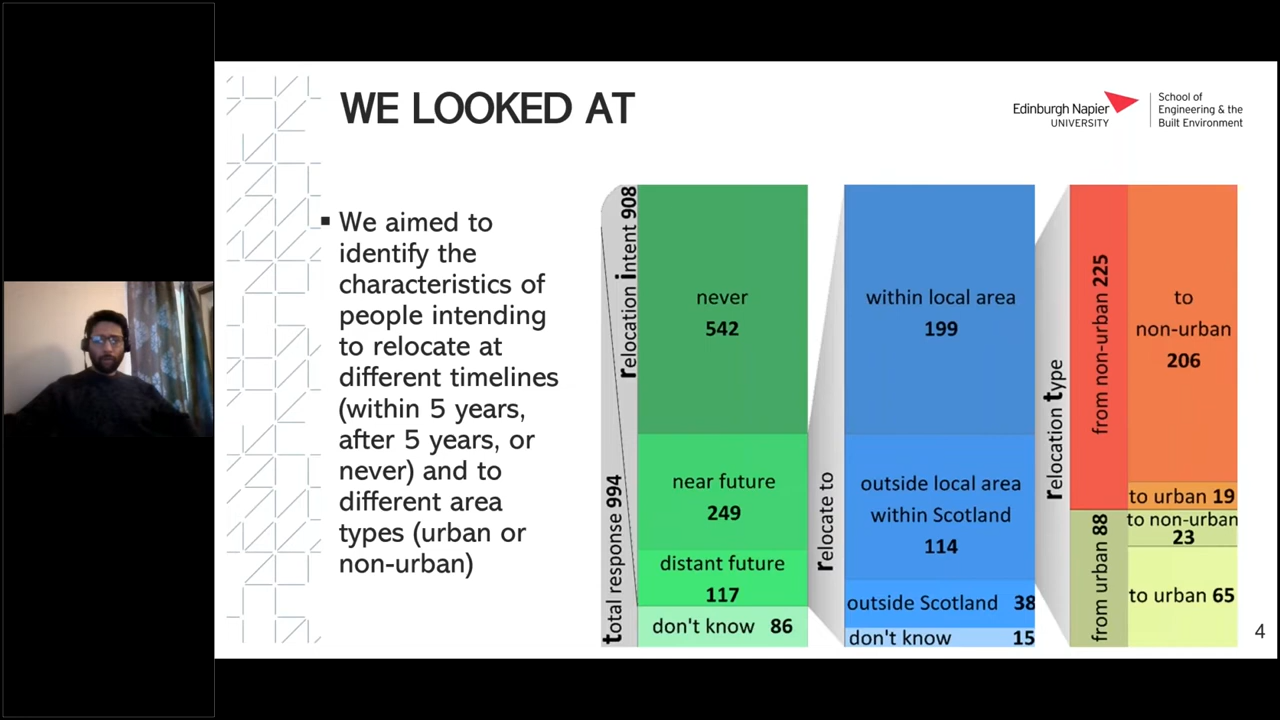 WE LOOKED AT
Edinburgh Napier
UNIVERSITY
School of
Engineering & the
Built Environment
▪ We aimed to
identify the
characteristics of
people intending
to relocate at
different timelines
(within 5 years,
after 5 years, or
never) and to
different area
types (urban or
non-urban)
total response 994
relocation intent 908
never
542
near future
249
distant future
117
don't know 86
relocate to
within local area
199
outside local area
within Scotland
114
outside Scotland 38
don't know 15
relocation type
from non-urban 225
to
non-urban
206
to urban 19
from urban 88
to non-urban
23
to urban 65
4